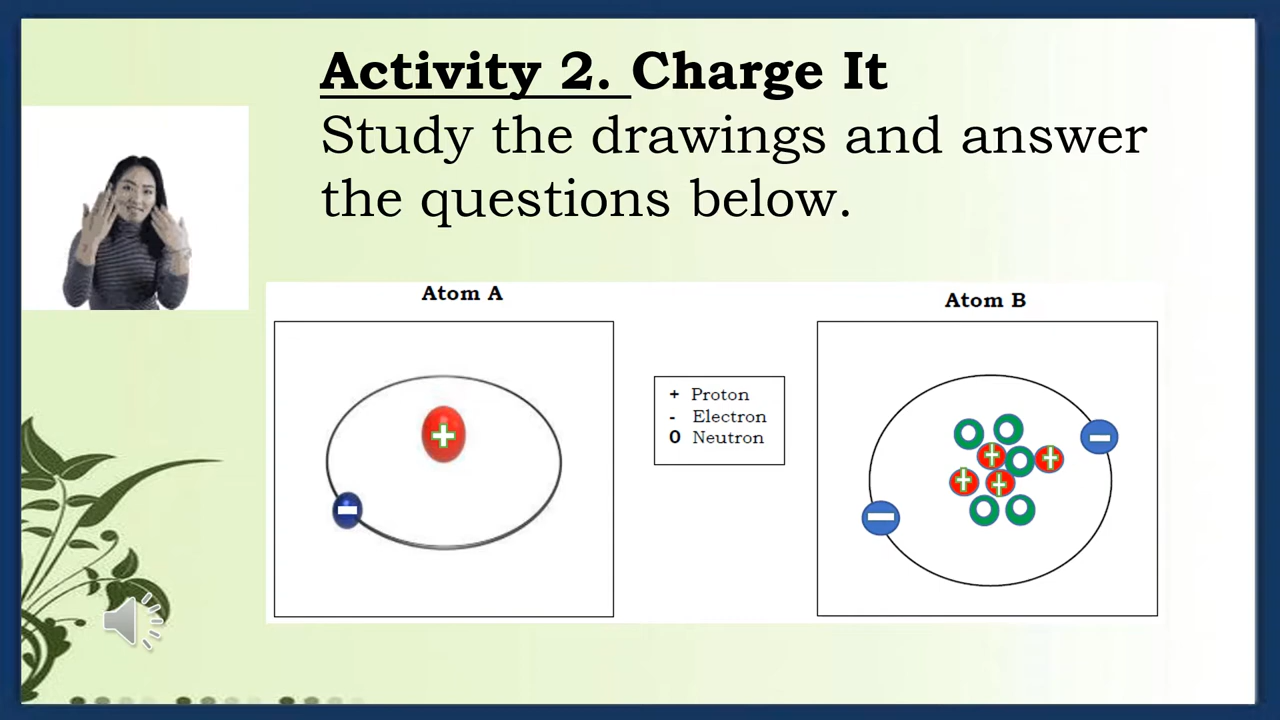 Activity 2. Charge It
Study the drawings and answer
the questions below.
Atom A
Atom B
+ Proton
- Electron
0 Neutron
+
-
+
+
+
+
-
-